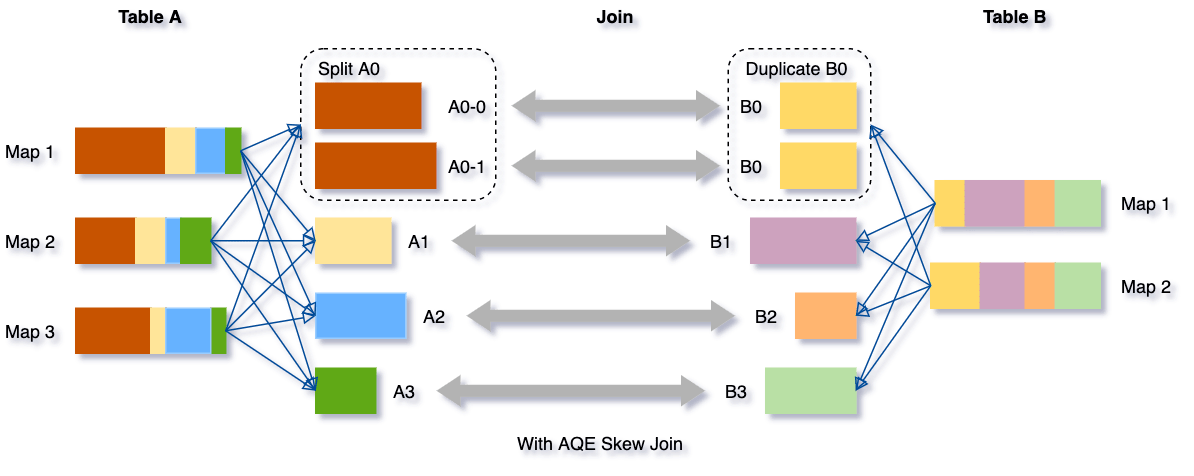 Table A
Join
Table B
Split A0
Duplicate B0
A0-0
B0
Map 1
A0-1
B0
Map 1
Map 2
A1
B1
Map 2
Map 3
A2
B2
A3
B3
With AQE Skew Join